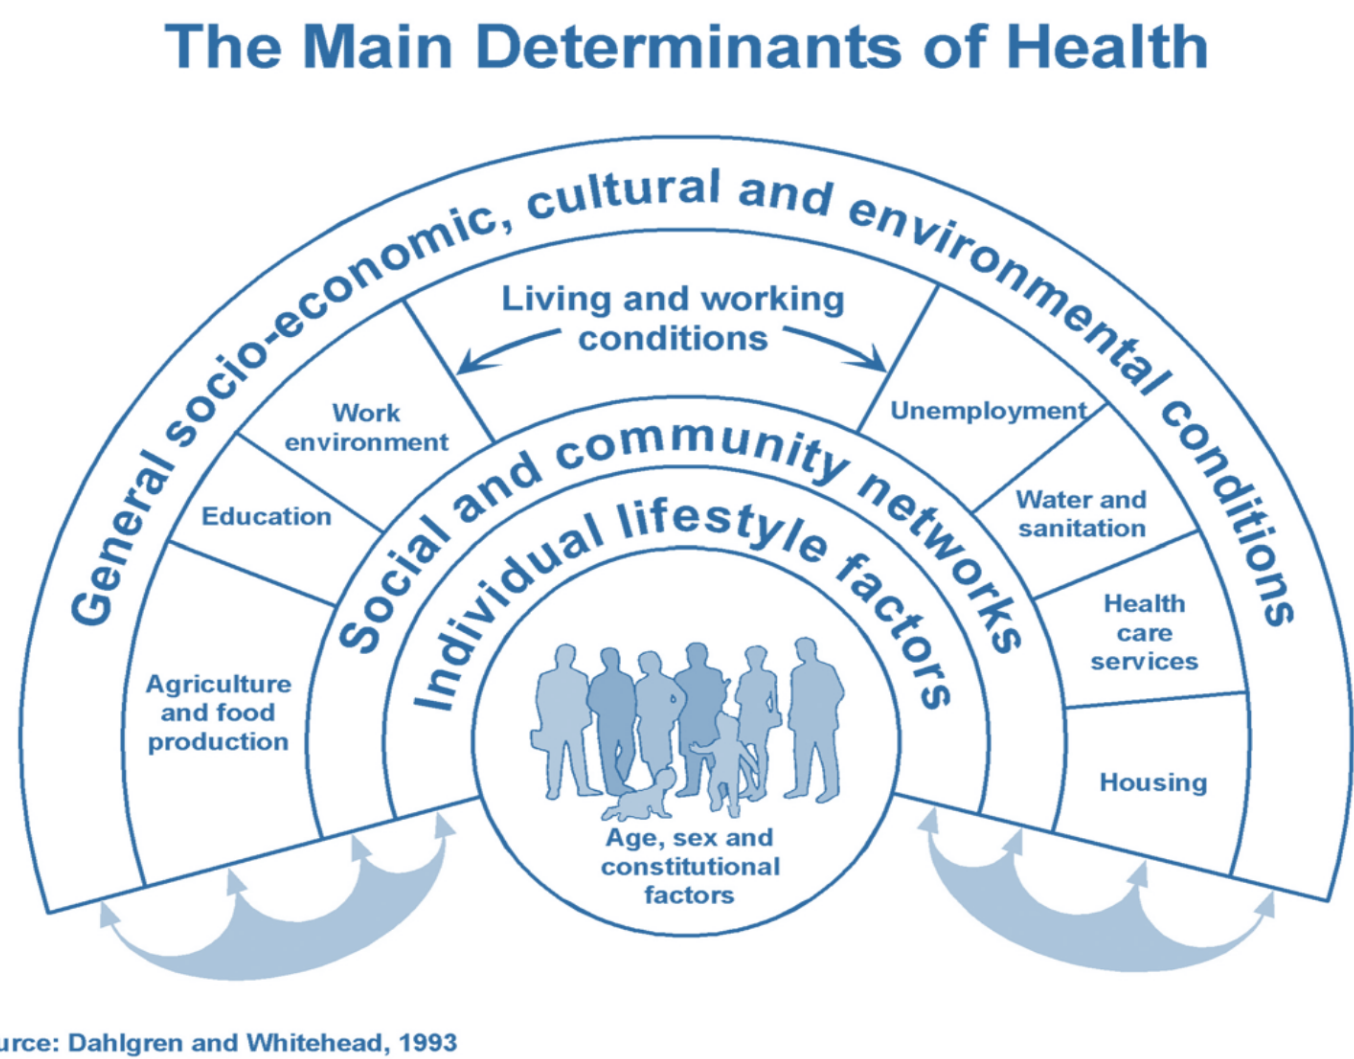 The Main Determinants of Health
General socio-economic, cultural and environmental conditions
Living and working
conditions
Work
environment
Unemployment
Education
Water and
sanitation
Agriculture
and food
production
Health
care
services
Housing
Social and community networks
Individual lifestyle factors
Age, sex and
constitutional
factors
urce: Dahlgren and Whitehead, 1993